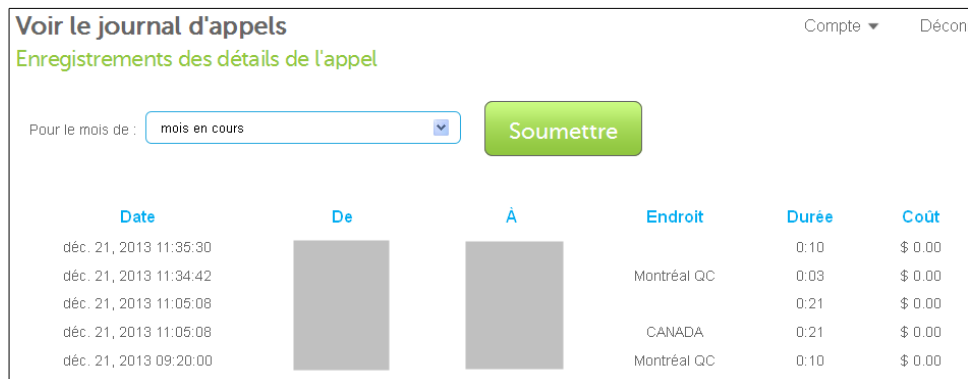 Voir le journal d'appels
Compte Décon
Enregistrements des détails de l'appel
Pour le mois de : mois en cours Soumettre
Date De À Endroit Durée Coût
déc. 21, 2013 11:35:30 0:10 $ 0.00
déc. 21, 2013 11:34:42 Montréal QC 0:03 $ 0.00
déc. 21, 2013 11:05:08 0:21 $ 0.00
déc. 21, 2013 11:05:08 CANADA 0:21 $ 0.00
déc. 21, 2013 09:20:00 Montréal QC 0:10 $ 0.00